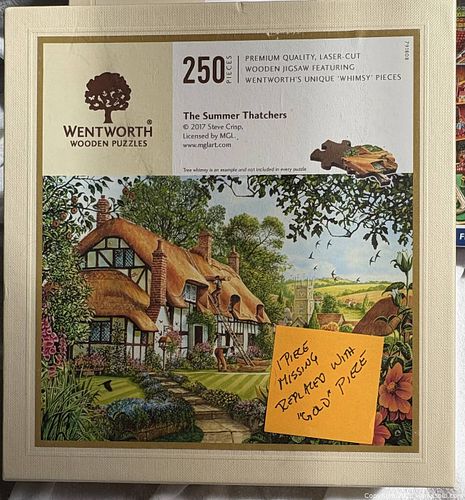 250 PIECES
PREMIUM QUALITY, LASER-CUT
WOODEN JIGSAW FEATURING
WENTWORTH'S UNIQUE 'WHIMSY' PIECES
791808
WENTWORTH®
WOODEN PUZZLES
The Summer Thatchers
© 2017 Steve Crisp,
Licensed by MGL.
www.mglart.com
Tree whimsy is an example and not included in every puzzle
1 PIECE
MISSING
REPLACED WITH
"GOLD" PIECE
F